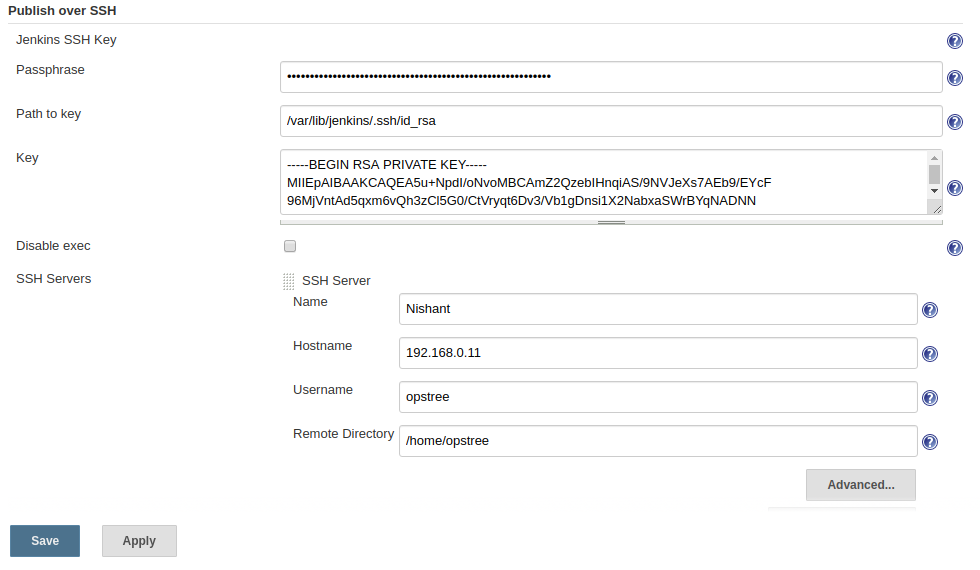 Publish over SSH
Jenkins SSH Key
Passphrase
••••••••••••••••••••••••••••••••••••••••••••••••••••••••••
Path to key
/var/lib/jenkins/.ssh/id_rsa
Key
-----BEGIN RSA PRIVATE KEY-----
MIIEpAIBAAKCAQEA5u+NpdI/oNvoMBCAmZ2QzebIHnqiAS/9NVJeXs7AEb9/EYcF
96MjVntAd5qxm6vQh3zCl5G0/CtVryqt6Dv3/Vb1gDnsi1X2NabxaSWrBYqNADNN
Disable exec
SSH Servers
SSH Server
Name
Nishant
Hostname
192.168.0.11
Username
opstree
Remote Directory
/home/opstree
Advanced...
Save
Apply